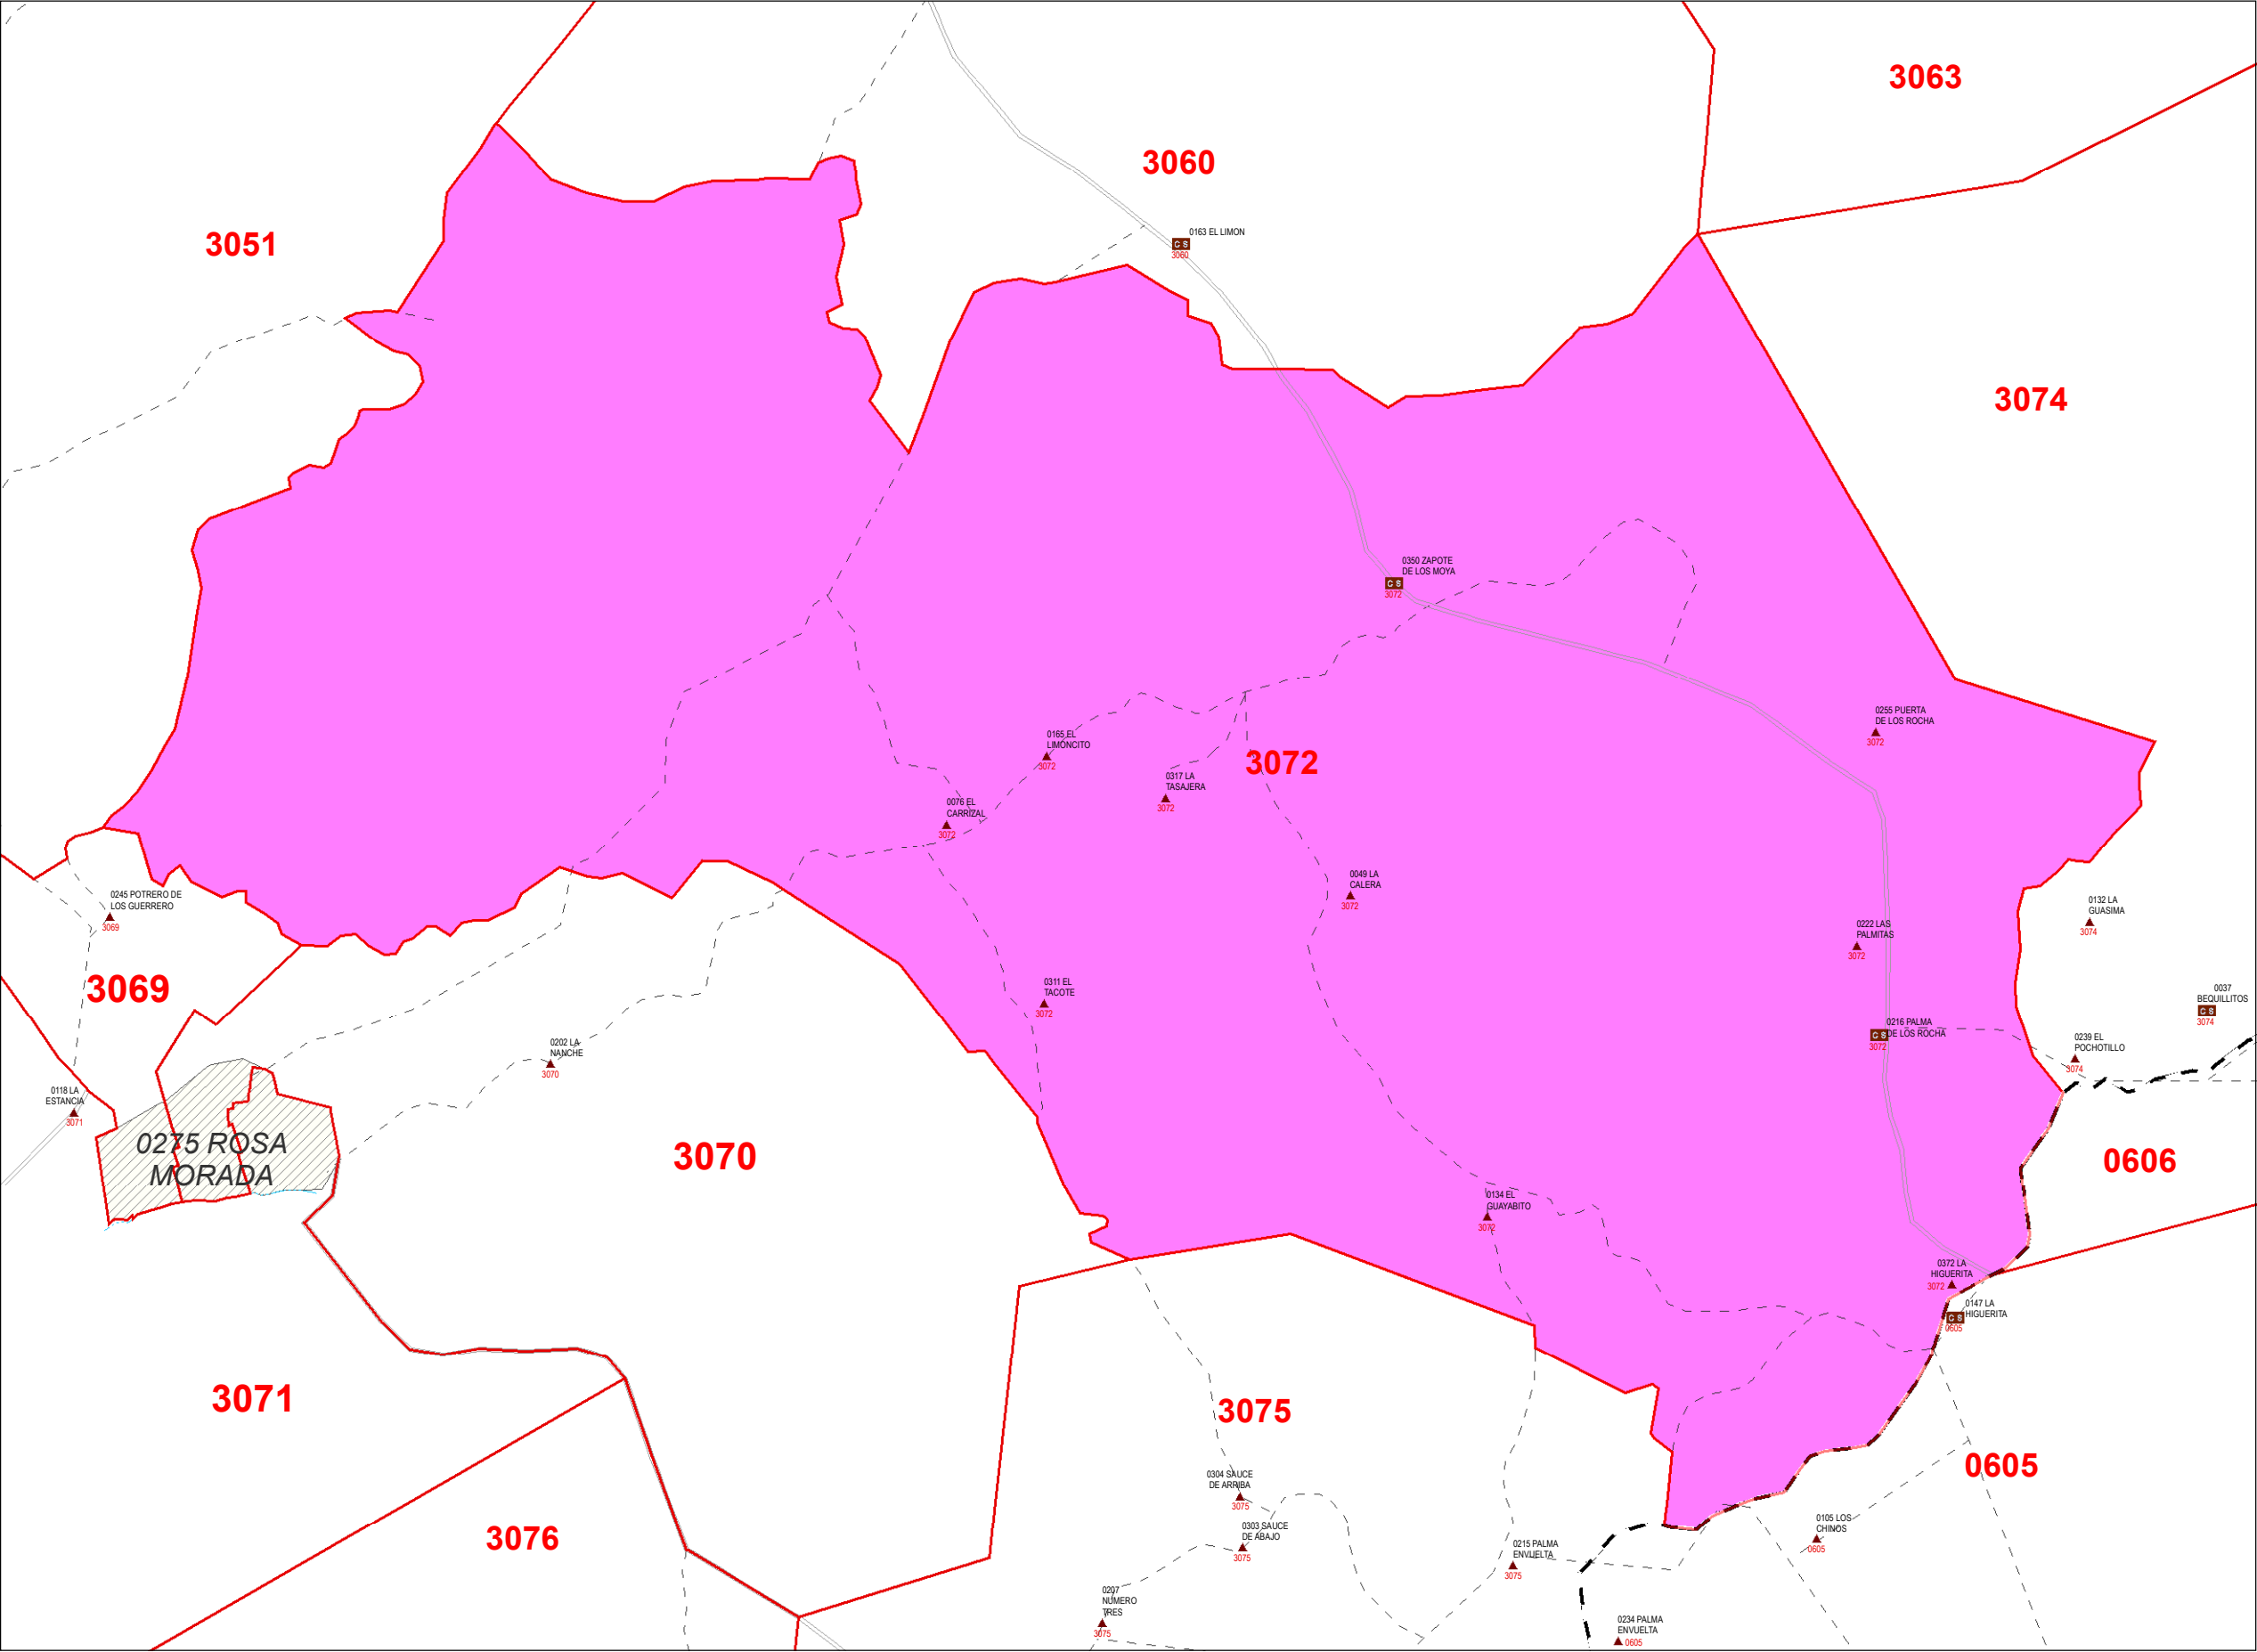 3063
3060
3051
0163 EL LIMON
C S
3060
3074
0350 ZAPOTE
DE LOS MOYA
C S
3072
0255 PUERTA
DE LOS ROCHA
3072
0165 EL
LIMONCITO
3072
3072
0317 LA
TASAJERA
3072
0076 EL
CARRIZAL
3072
0049 LA
CALERA
3072
0245 POTRERO DE
LOS GUERRERO
3069
0132 LA
GUASIMA
3074
0222 LAS
PALMITAS
3072
3069
0311 EL
TACOTE
3072
0037
BEQUILLITOS
C S
3074
0216 PALMA
DE LOS ROCHA
C S
3072
0239 EL
POCHOTILLO
3074
0202 LA
NANCHE
3070
0118 LA
ESTANCIA
3071
0275 ROSA
MORADA
3070
0606
0134 EL
GUAYABITO
3072
0372 LA
HIGUERITA
3072
0147 LA
HIGUERITA
C S
0605
3071
3075
0605
0304 SAUCE
DE ARRIBA
3075
3076
0303 SAUCE
DE ABAJO
3075
0105 LOS
CHINOS
0605
0215 PALMA
ENVUELTA
3075
0207
NUMERO
TRES
3075
0234 PALMA
ENVUELTA
0605